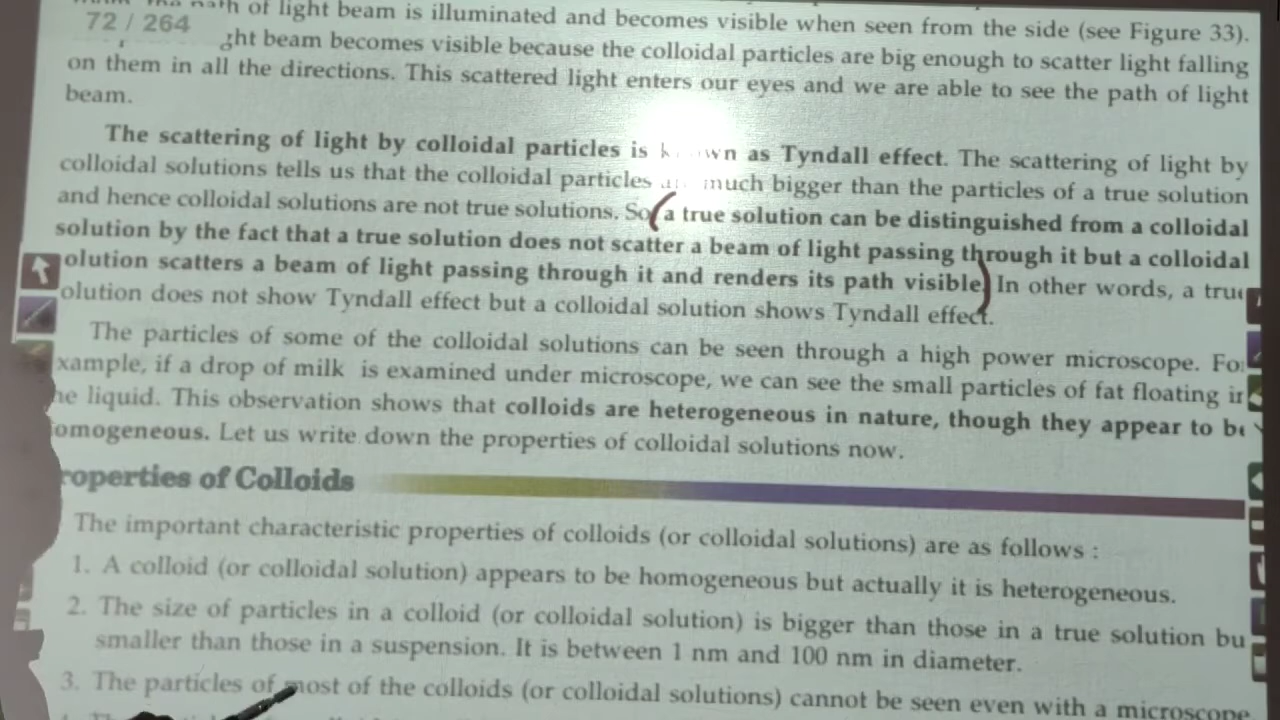 72 / 264
of light beam is illuminated and becomes visible when seen from the side (see Figure 33).
ght beam becomes visible because the colloidal particles are big enough to scatter light falling
on them in all the directions. This scattered light enters our eyes and we are able to see the path of light
beam.
The scattering of light by colloidal particles is known as Tyndall effect. The scattering of light by
colloidal solutions tells us that the colloidal particles are much bigger than the particles of a true solution
and hence colloidal solutions are not true solutions. So (a true solution can be distinguished from a colloidal
solution by the fact that a true solution does not scatter a beam of light passing through it but a colloidal
olution scatters a beam of light passing through it and renders its path visible.) In other words, a true
olution does not show Tyndall effect but a colloidal solution shows Tyndall effect.
The particles of some of the colloidal solutions can be seen through a high power microscope. For
xample, if a drop of milk is examined under microscope, we can see the small particles of fat floating in
he liquid. This observation shows that colloids are heterogeneous in nature, though they appear to be
omogeneous. Let us write down the properties of colloidal solutions now.
roperties of Colloids
The important characteristic properties of colloids (or colloidal solutions) are as follows :
1. A colloid (or colloidal solution) appears to be homogeneous but actually it is heterogeneous.
2. The size of particles in a colloid (or colloidal solution) is bigger than those in a true solution bu
smaller than those in a suspension. It is between 1 nm and 100 nm in diameter.
3. The particles of most of the colloids (or colloidal solutions) cannot be seen even with a microscope.